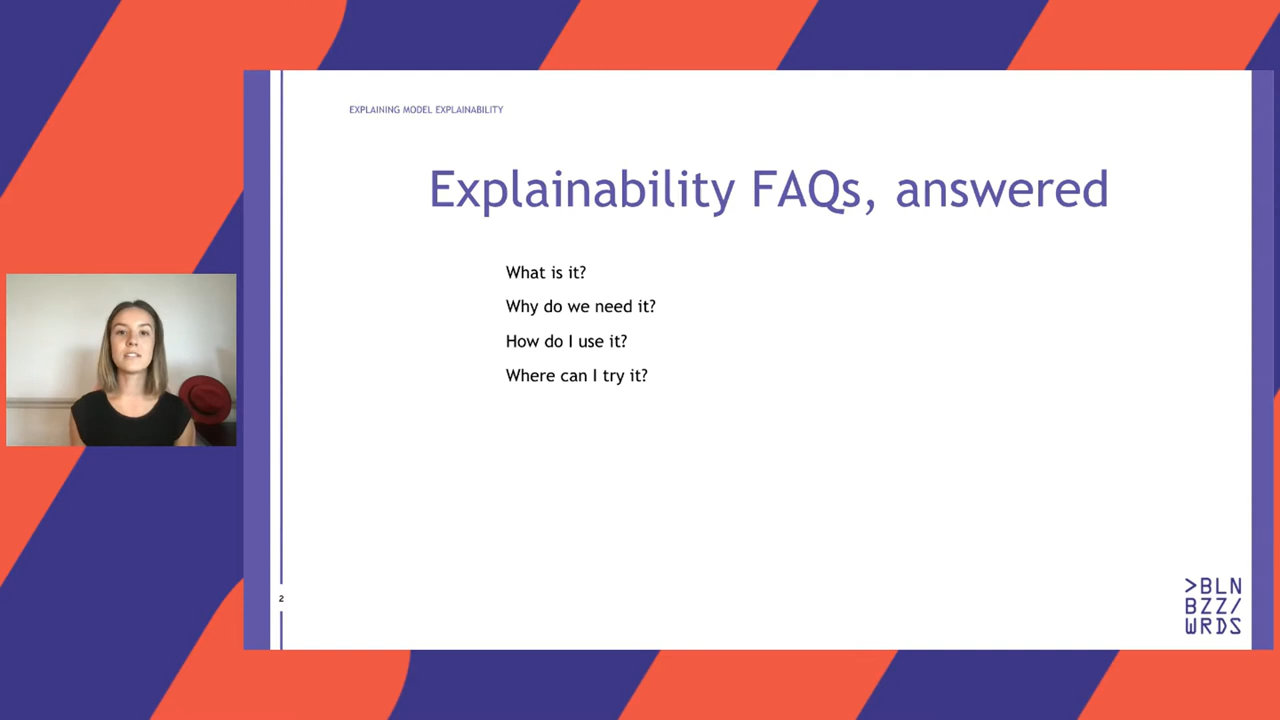 EXPLAINING MODEL EXPLAINABILITY
Explainability FAQs, answered
What is it?
Why do we need it?
How do I use it?
Where can I try it?
2
>BLN
BZZ/
WRDS